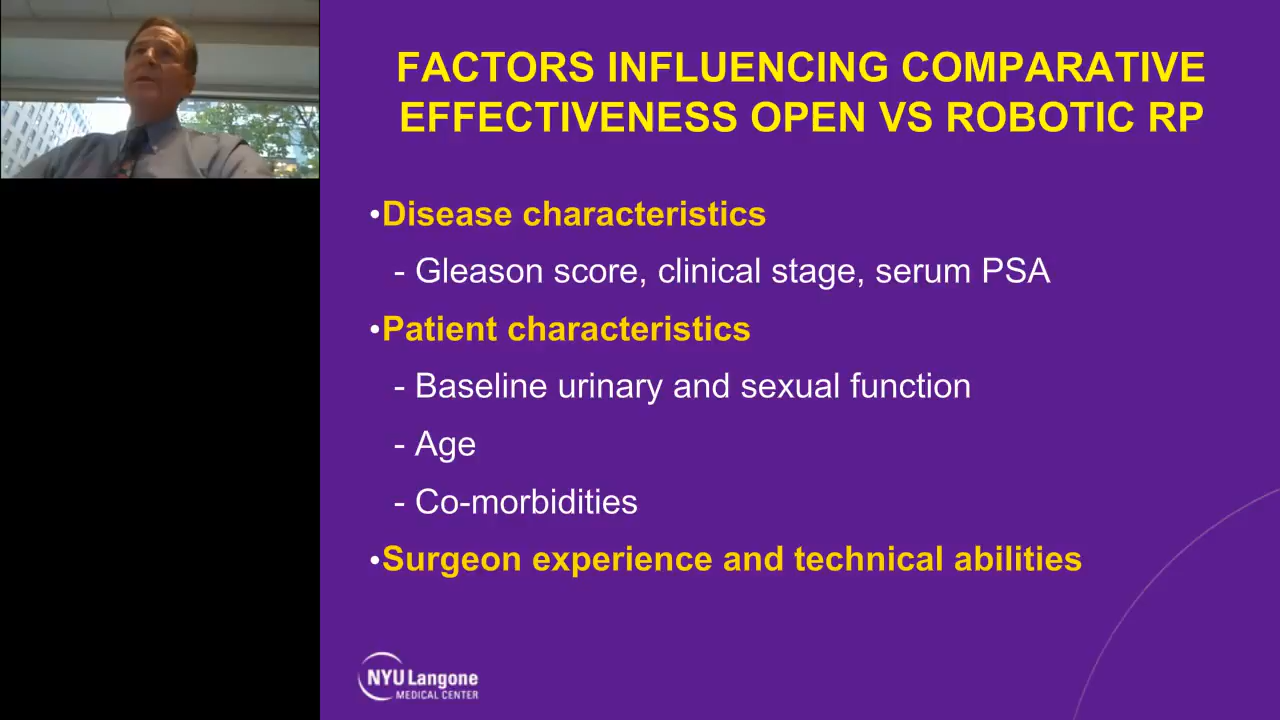 FACTORS INFLUENCING COMPARATIVE
EFFECTIVENESS OPEN VS ROBOTIC RP
•Disease characteristics
- Gleason score, clinical stage, serum PSA
•Patient characteristics
- Baseline urinary and sexual function
- Age
- Co-morbidities
•Surgeon experience and technical abilities
NYU Langone
MEDICAL CENTER